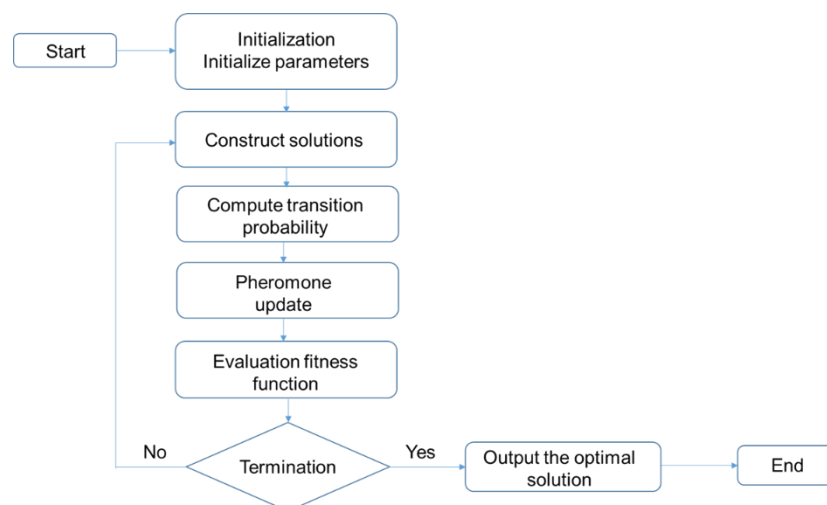 Start
Initialization
Initialize parameters
Construct solutions
Compute transition
probability
Pheromone
update
Evaluation fitness
function
No
Termination
Yes
Output the optimal
solution
End